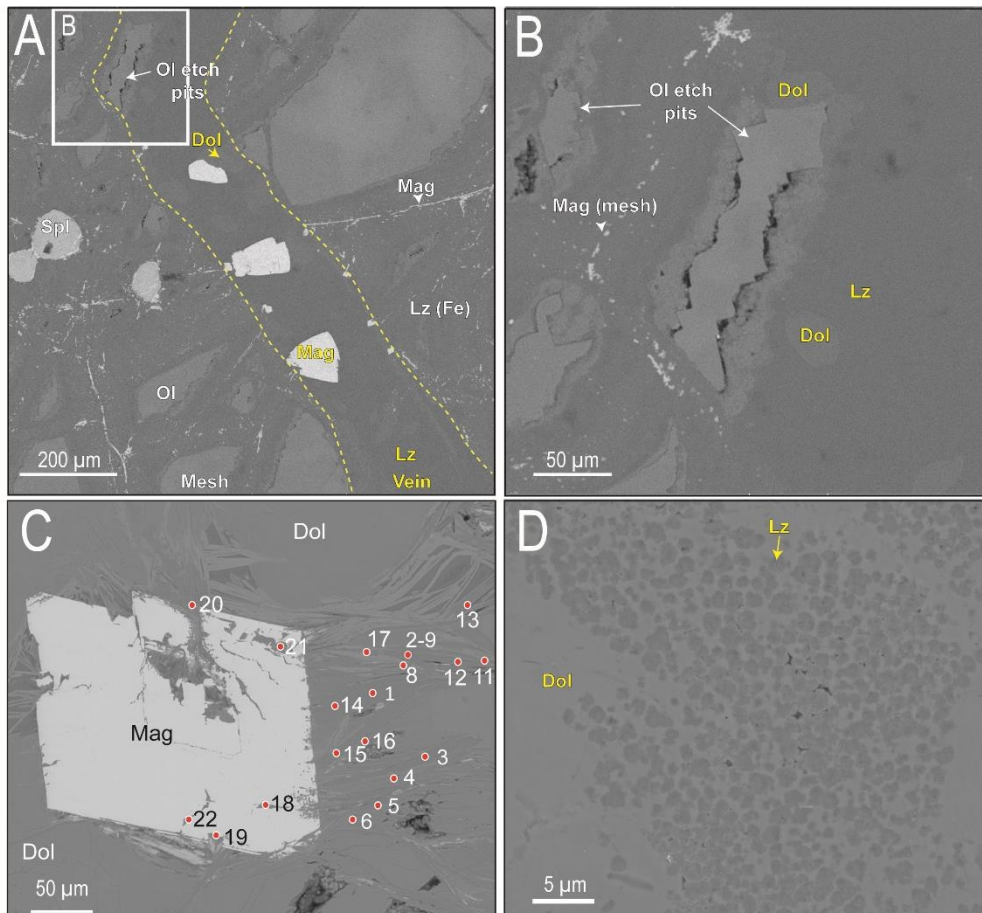 A
B
Ol etch
pits
Dol
Mag
Spl
Lz (Fe)
Mag
Ol
200 µm
Mesh
Lz
Vein
B
Dol
Ol etch
pits
Mag (mesh)
Lz
Dol
50 µm
C
Dol
20
13
21
17
2-9
8
12
11
1
14
Mag
16
15
3
4
18
5
6
22
19
Dol
50 µm
D
Lz
Dol
5 µm